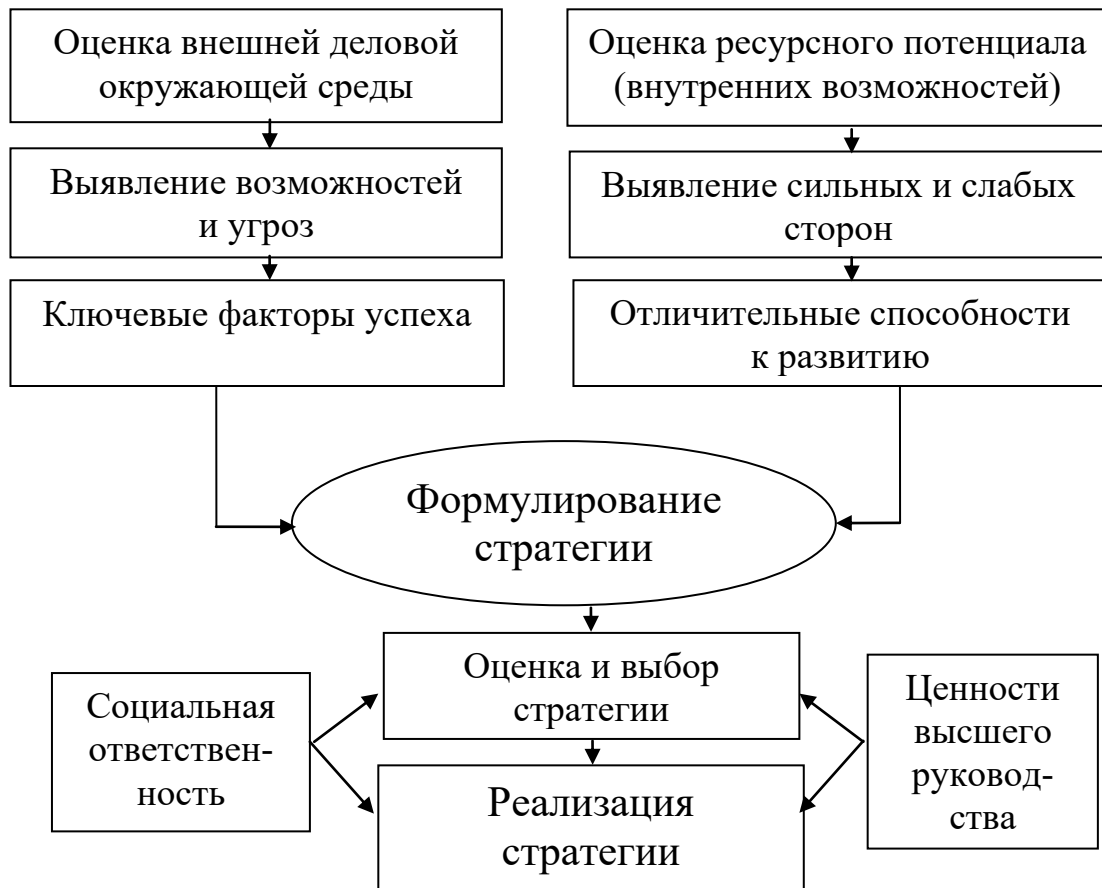 Оценка внешней деловой
окружающей среды
Оценка ресурсного потенциала
(внутренних возможностей)
Выявление возможностей
и угроз
Выявление сильных и слабых
сторон
Ключевые факторы успеха
Отличительные способности
к развитию
Формулирование
стратегии
Оценка и выбор
стратегии
Социальная
ответствен-
ность
Ценности
высшего
руковод-
ства
Реализация
стратегии